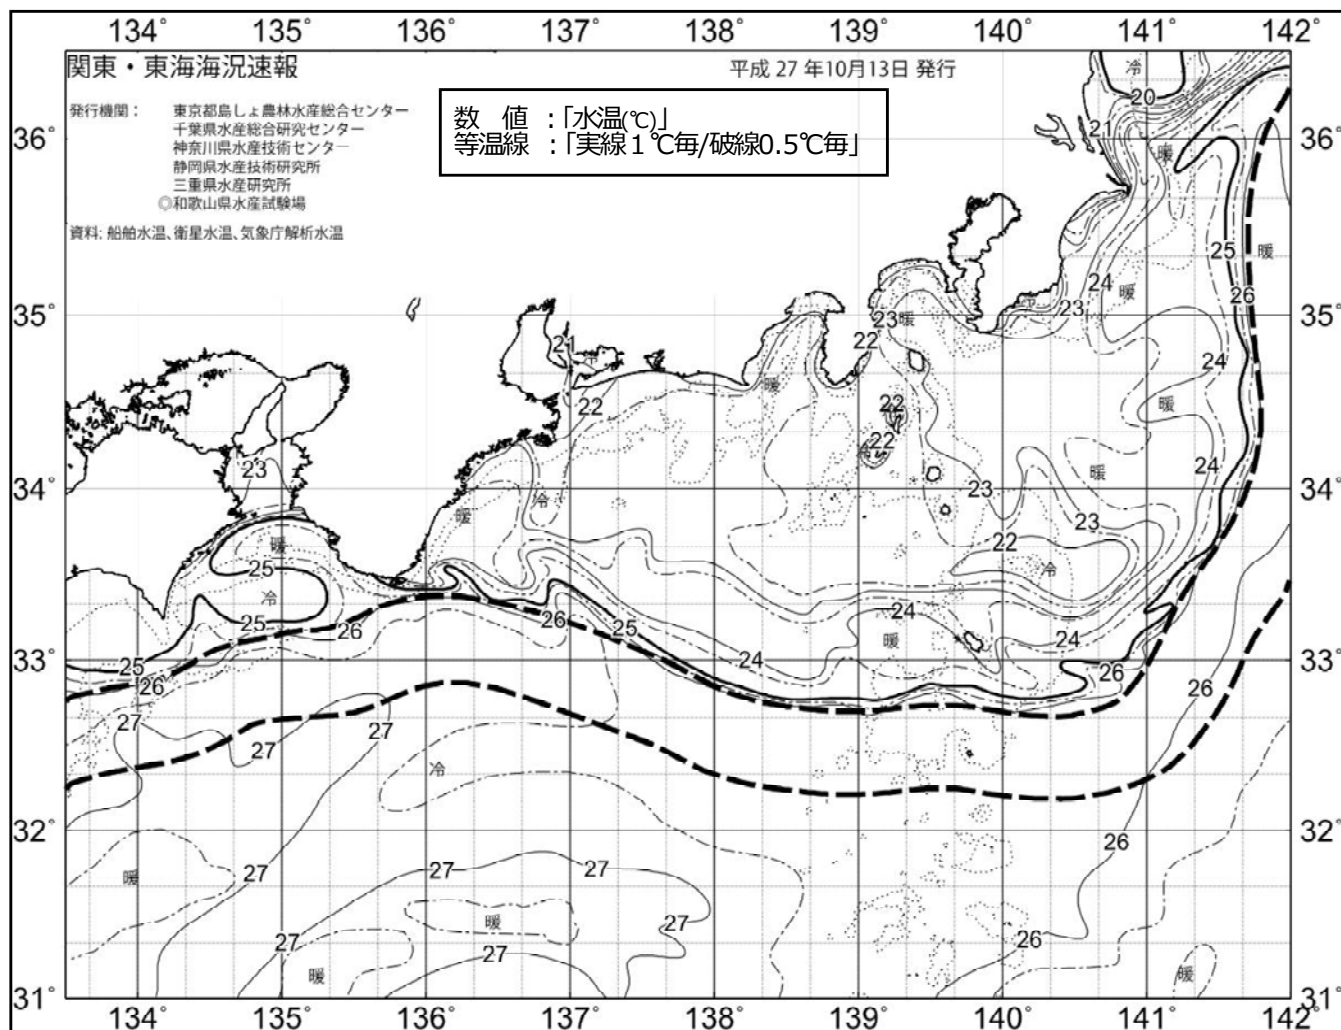 134° 135° 136° 137° 138° 139° 140° 141° 142°
関東・東海海況速報
平成 27 年10月13日 発行
発行機関： 東京都島しょ農林水産総合センター
千葉県水産総合研究センター
神奈川県水産技術センター
静岡県水産技術研究所
三重県水産研究所
◎和歌山県水産試験場
資料: 船舶水温、衛星水温、気象庁解析水温
数 値 ：「水温(℃)」
等温線 ：「実線１℃毎/破線0.5℃毎」
冷
20
21
36° 36°
暖
25
暖
24
26
暖
23
35° 35°
23
暖
22
21
冷
24
暖
22
暖
22
22
冷
23
24
暖
34° 34°
23
冷
暖
23
22
暖
25
冷
冷
25
26
26
25
24
暖
24
24
33° 33°
25
26
26
26
27
27
27
冷
32° 32°
26
暖
27
27
27
暖
27
27
27
26
暖
暖
31° 31°
134° 135° 136° 137° 138° 139° 140° 141° 142°